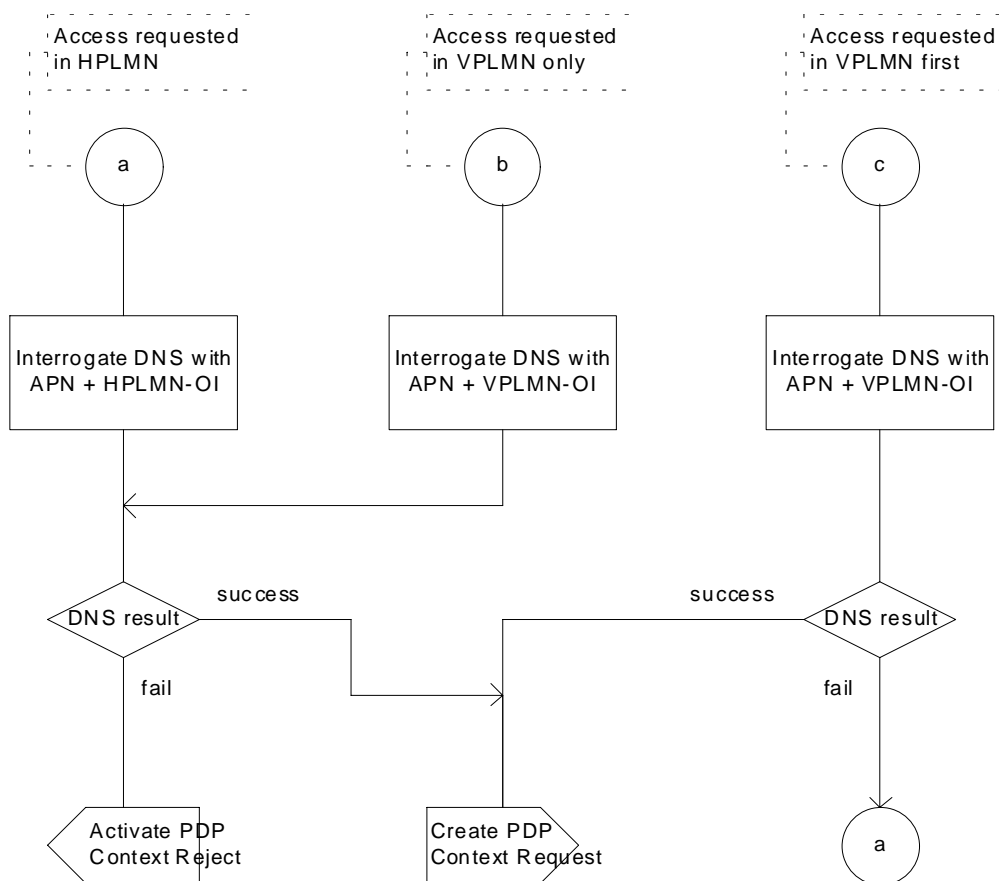 Access requested
in HPLMN
Access requested
in VPLMN only
Access requested
in VPLMN first
a
b
c
Interrogate DNS with
APN + HPLMN-OI
Interrogate DNS with
APN + VPLMN-OI
Interrogate DNS with
APN + VPLMN-OI
success
success
DNS result
DNS result
fail
fail
Activate PDP
Context Reject
Create PDP
Context Request
a